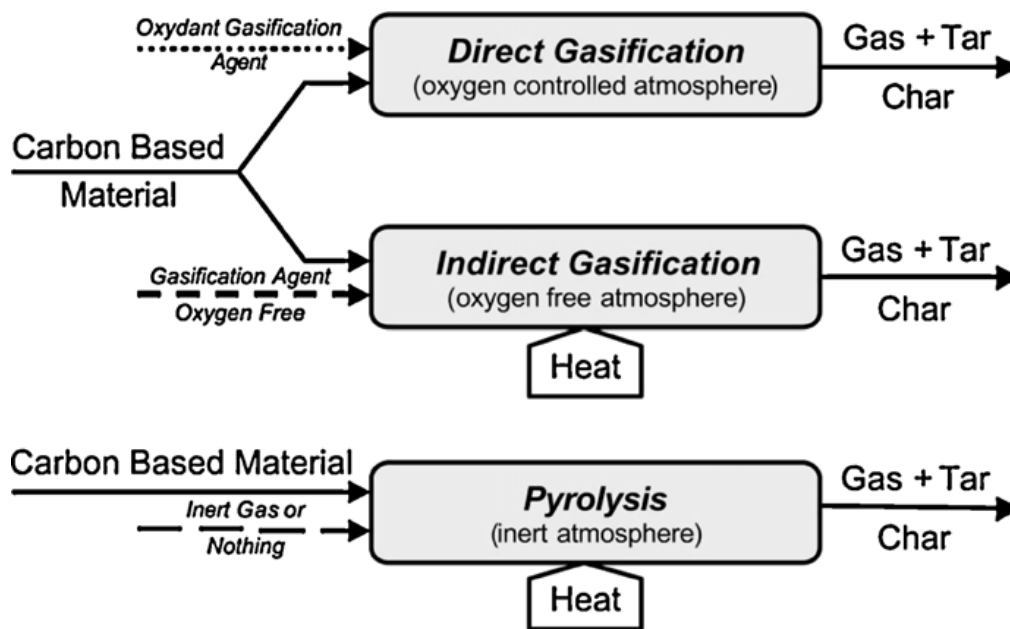 Oxydant Gasification
Agent
Direct Gasification
(oxygen controlled atmosphere)
Gas + Tar
Char
Carbon Based
Material
Gasification Agent
Oxygen Free
Indirect Gasification
(oxygen free atmosphere)
Gas + Tar
Char
Heat
Carbon Based Material
Inert Gas or
Nothing
Pyrolysis
(inert atmosphere)
Gas + Tar
Char
Heat